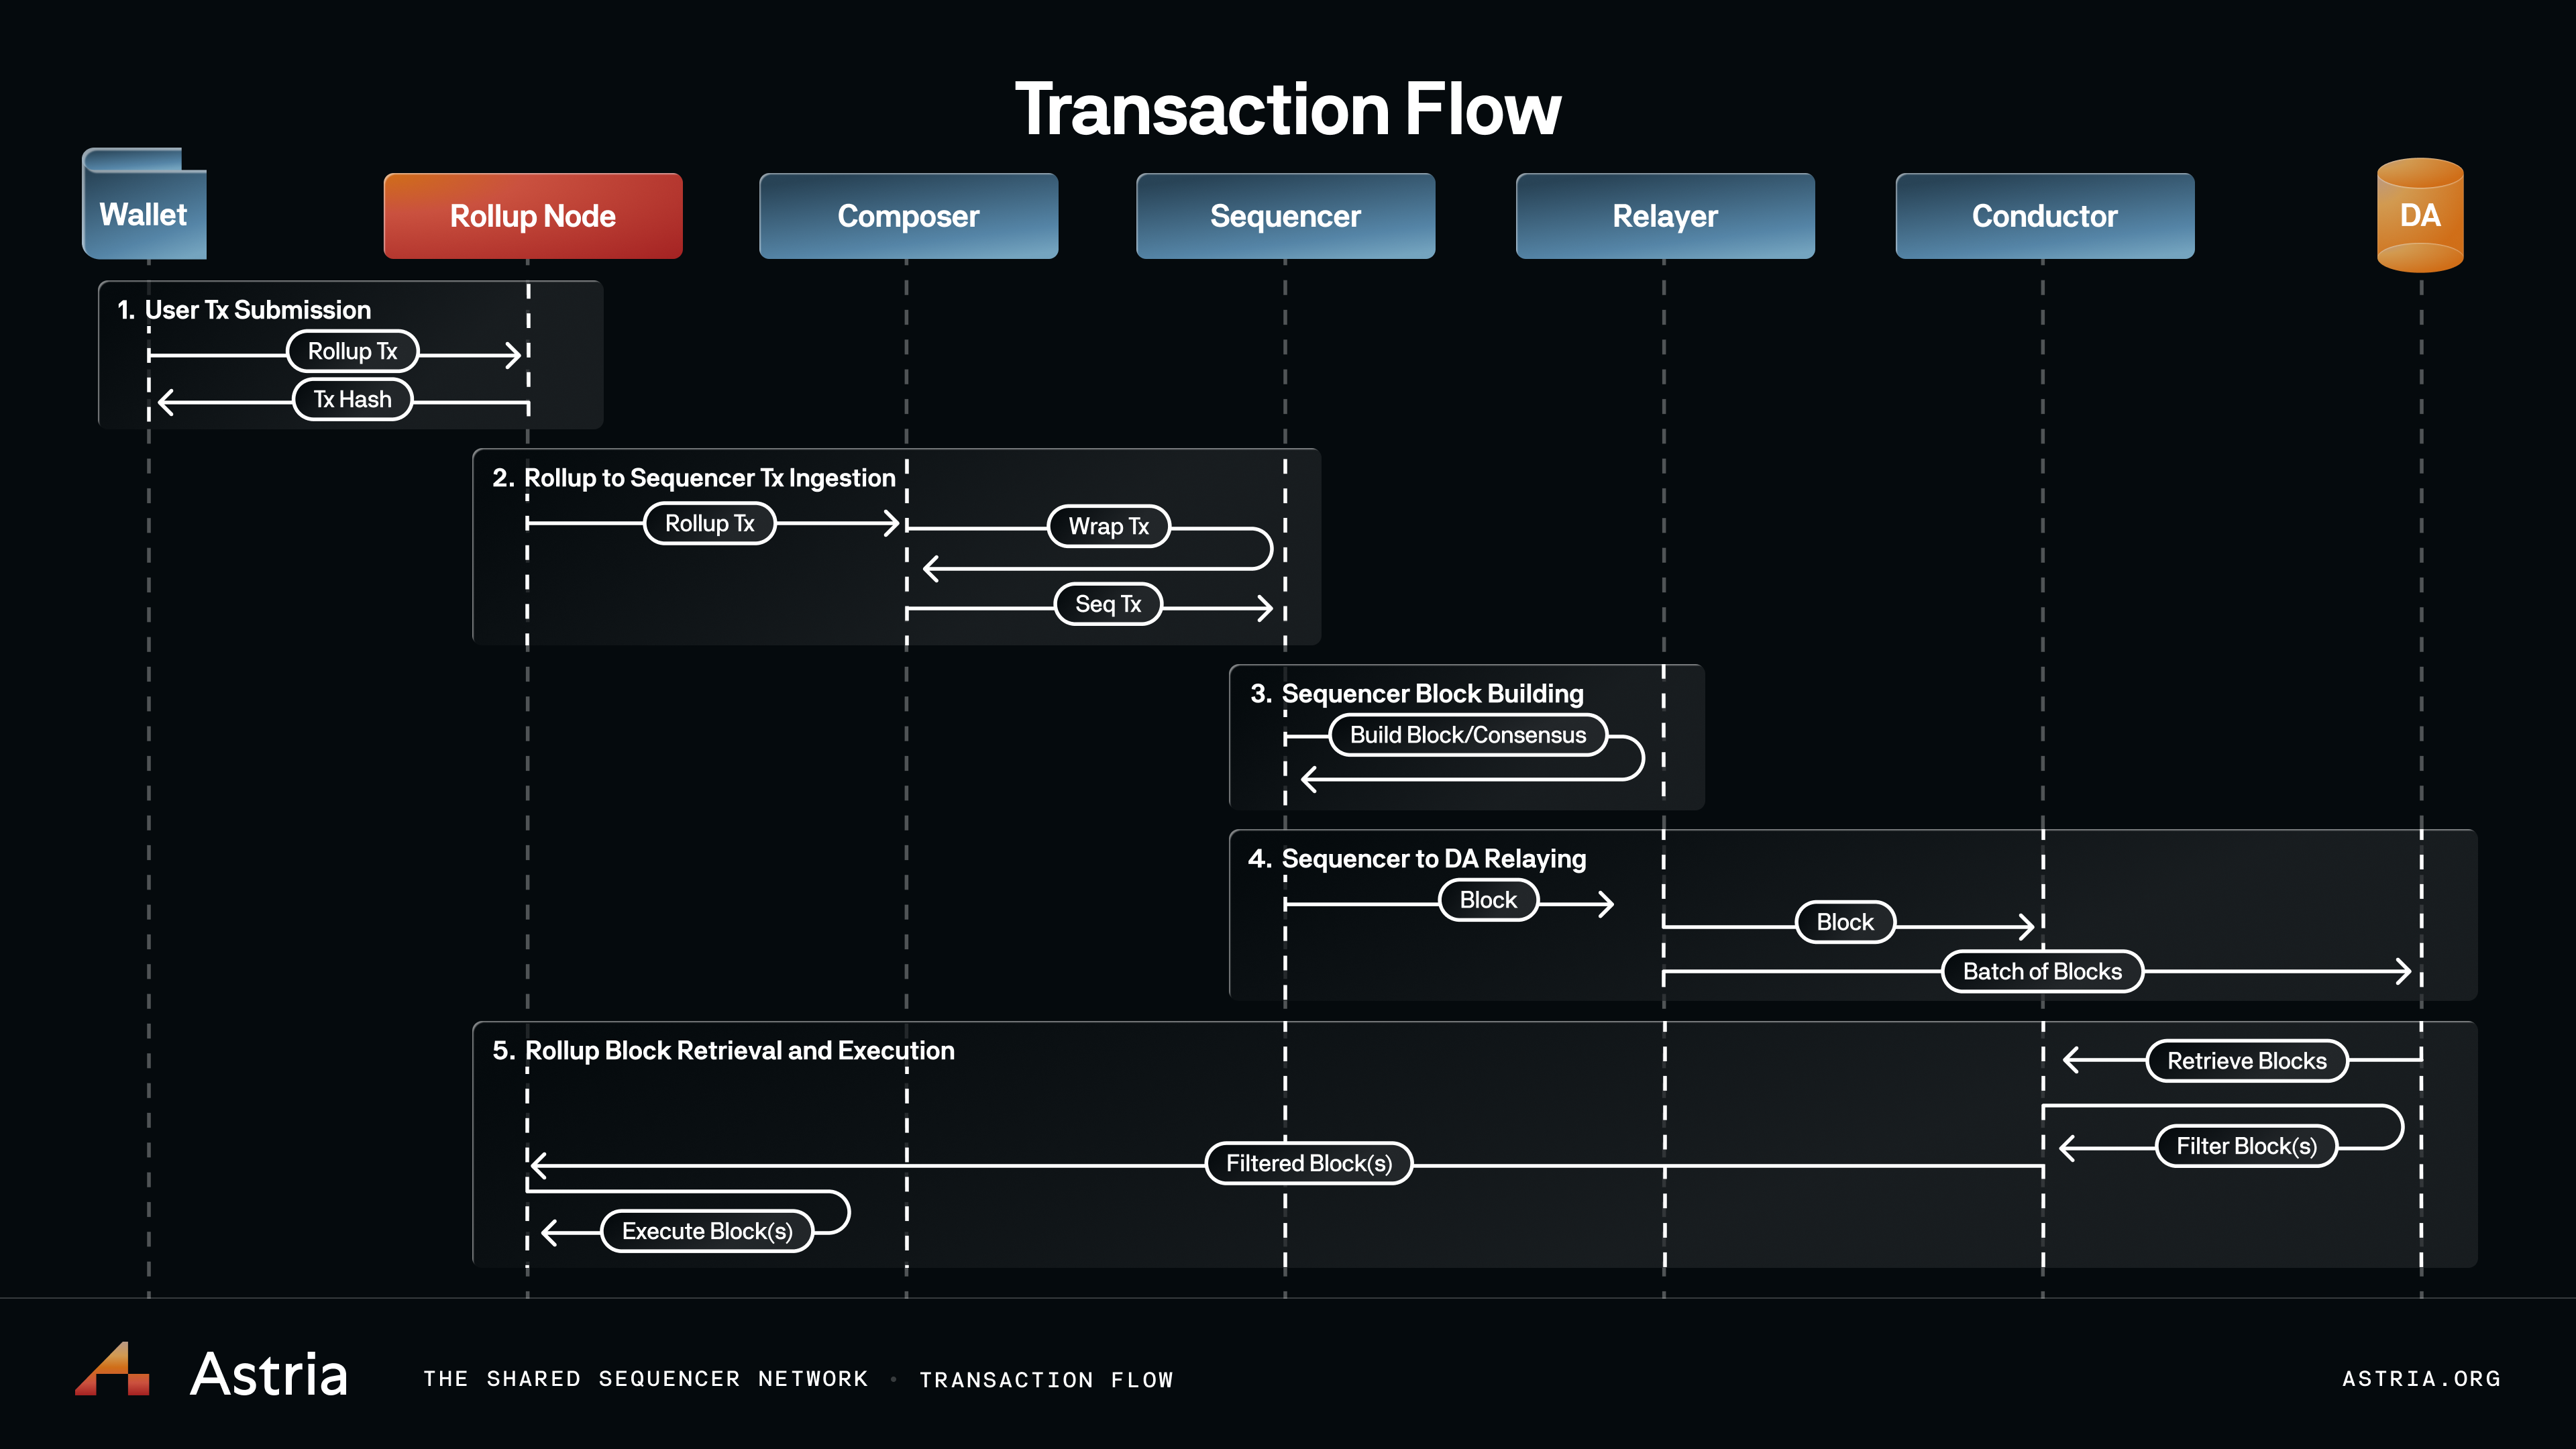 Transaction Flow
Wallet
Rollup Node
Composer
Sequencer
Relayer
Conductor
DA
1. User Tx Submission
Rollup Tx
Tx Hash
2. Rollup to Sequencer Tx Ingestion
Rollup Tx
Wrap Tx
Seq Tx
3. Sequencer Block Building
Build Block/Consensus
4. Sequencer to DA Relaying
Block
Block
Batch of Blocks
5. Rollup Block Retrieval and Execution
Retrieve Blocks
Filter Block(s)
Filtered Block(s)
Execute Block(s)
Astria
THE SHARED SEQUENCER NETWORK • TRANSACTION FLOW
ASTRIA.ORG